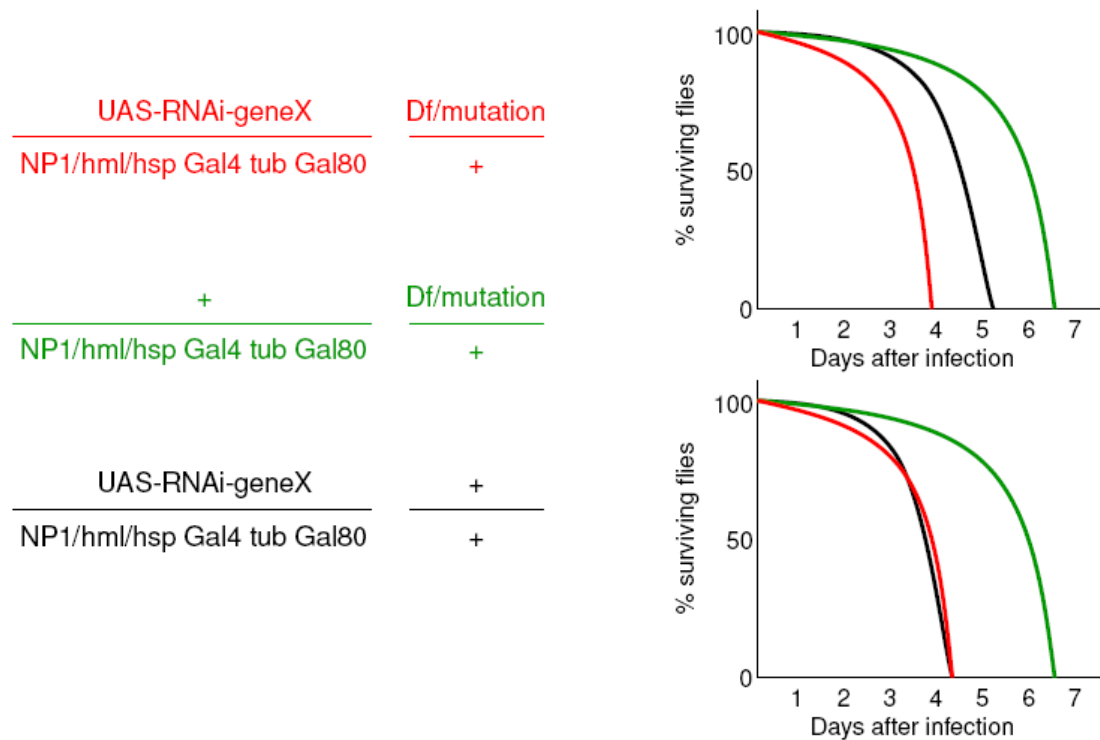 UAS-RNAi-geneX Df/mutation
NP1/hml/hsp Gal4 tub Gal80 +
+ Df/mutation
NP1/hml/hsp Gal4 tub Gal80 +
UAS-RNAi-geneX +
NP1/hml/hsp Gal4 tub Gal80 +
% surviving flies
100
50
0
1 2 3 4 5 6 7
Days after infection
% surviving flies
100
50
0
1 2 3 4 5 6 7
Days after infection